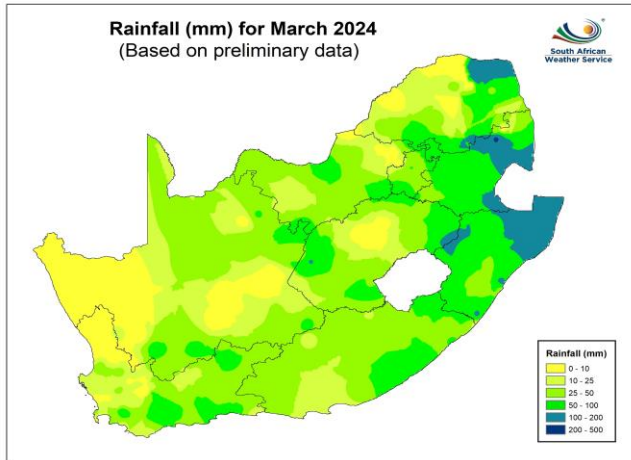 Rainfall (mm) for March 2024
(Based on preliminary data)
South African
Weather Service
Rainfall (mm)
0 - 10
10 - 25
25 - 50
50 - 100
100 - 200
200 - 500